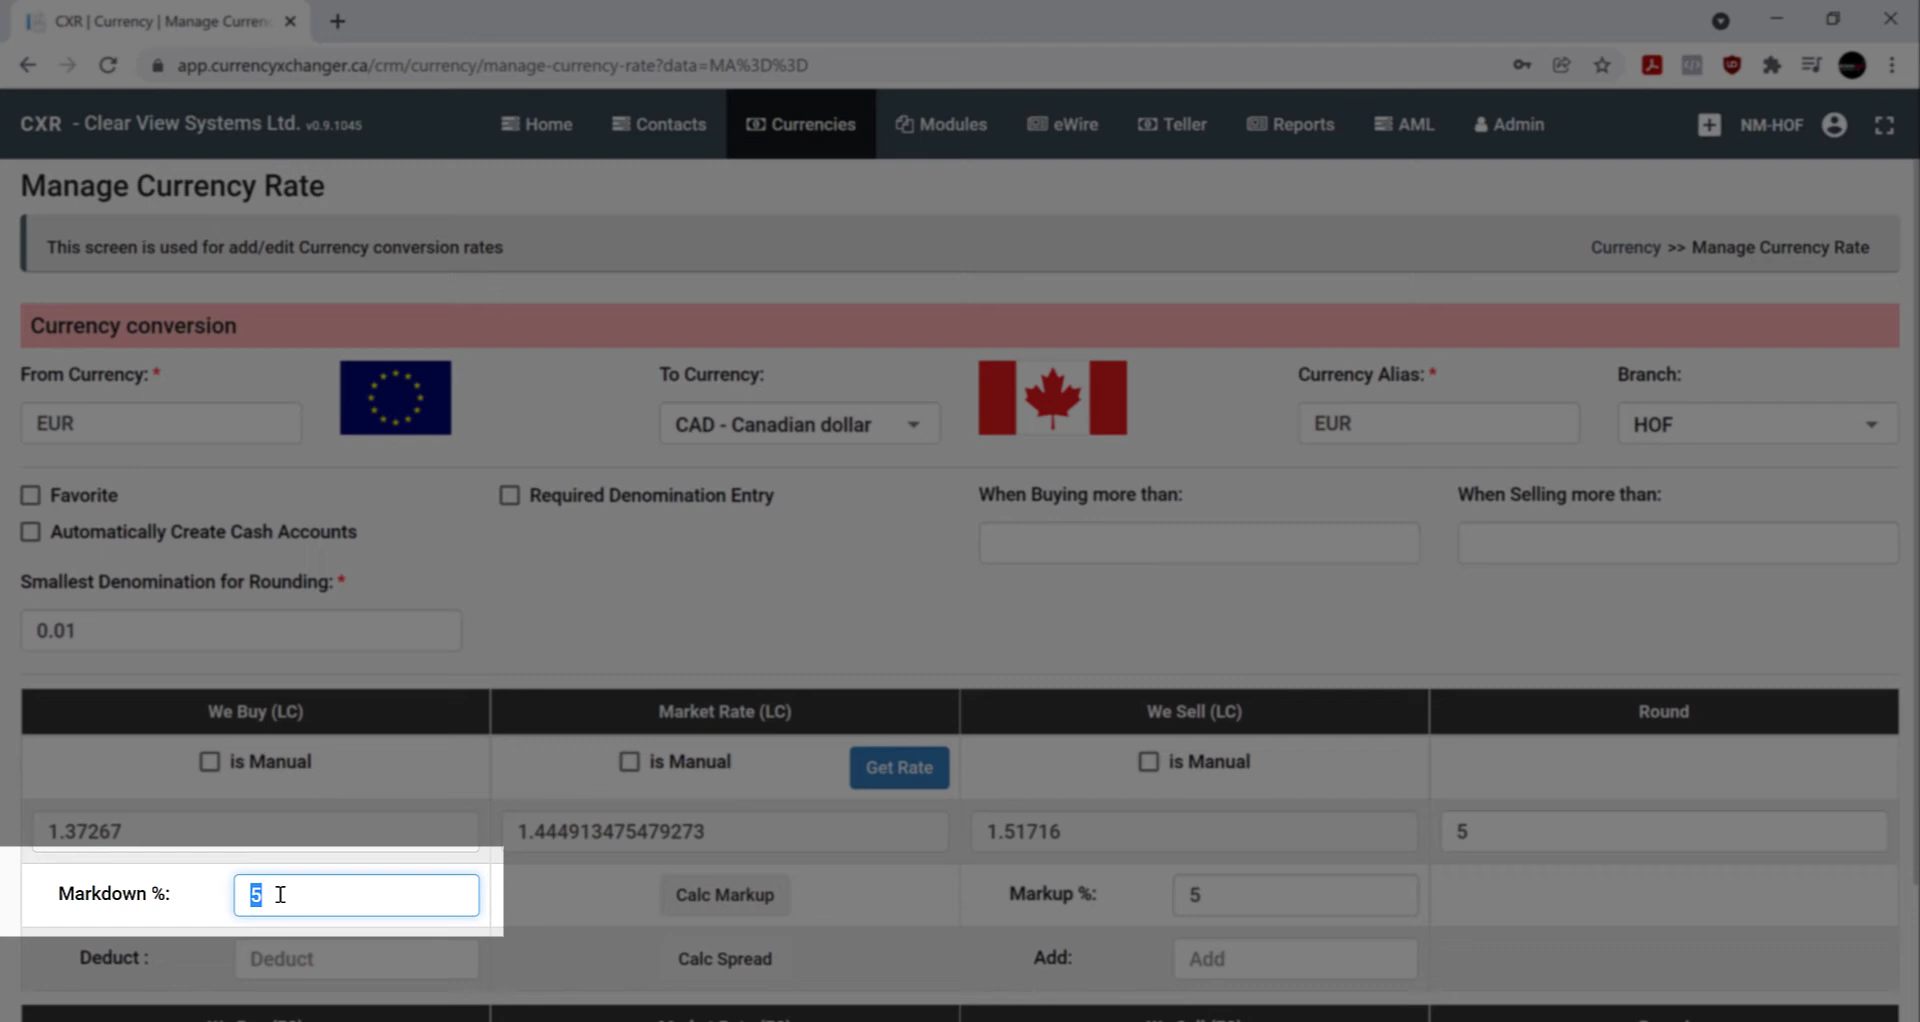 CXR | Currency | Manage Curren
app.currencyxchanger.ca/crm/currency/manage-currency-rate?data=MA%3D%3D
CXR - Clear View Systems Ltd. v0.9.1045
Home
Contacts
Currencies
Modules
eWire
Teller
Reports
AML
Admin
NM-HOF
Manage Currency Rate
This screen is used for add/edit Currency conversion rates
Currency >> Manage Currency Rate
Currency conversion
From Currency: *
To Currency:
Currency Alias: *
Branch:
EUR
CAD - Canadian dollar
EUR
HOF
Favorite
Required Denomination Entry
When Buying more than:
When Selling more than:
Automatically Create Cash Accounts
Smallest Denomination for Rounding: *
0.01
We Buy (LC)
Market Rate (LC)
We Sell (LC)
Round
is Manual
is Manual
Get Rate
is Manual
1.37267
1.444913475479273
1.51716
5
Markdown %:
5
Calc Markup
Markup %:
5
Deduct :
Deduct
Calc Spread
Add:
Add